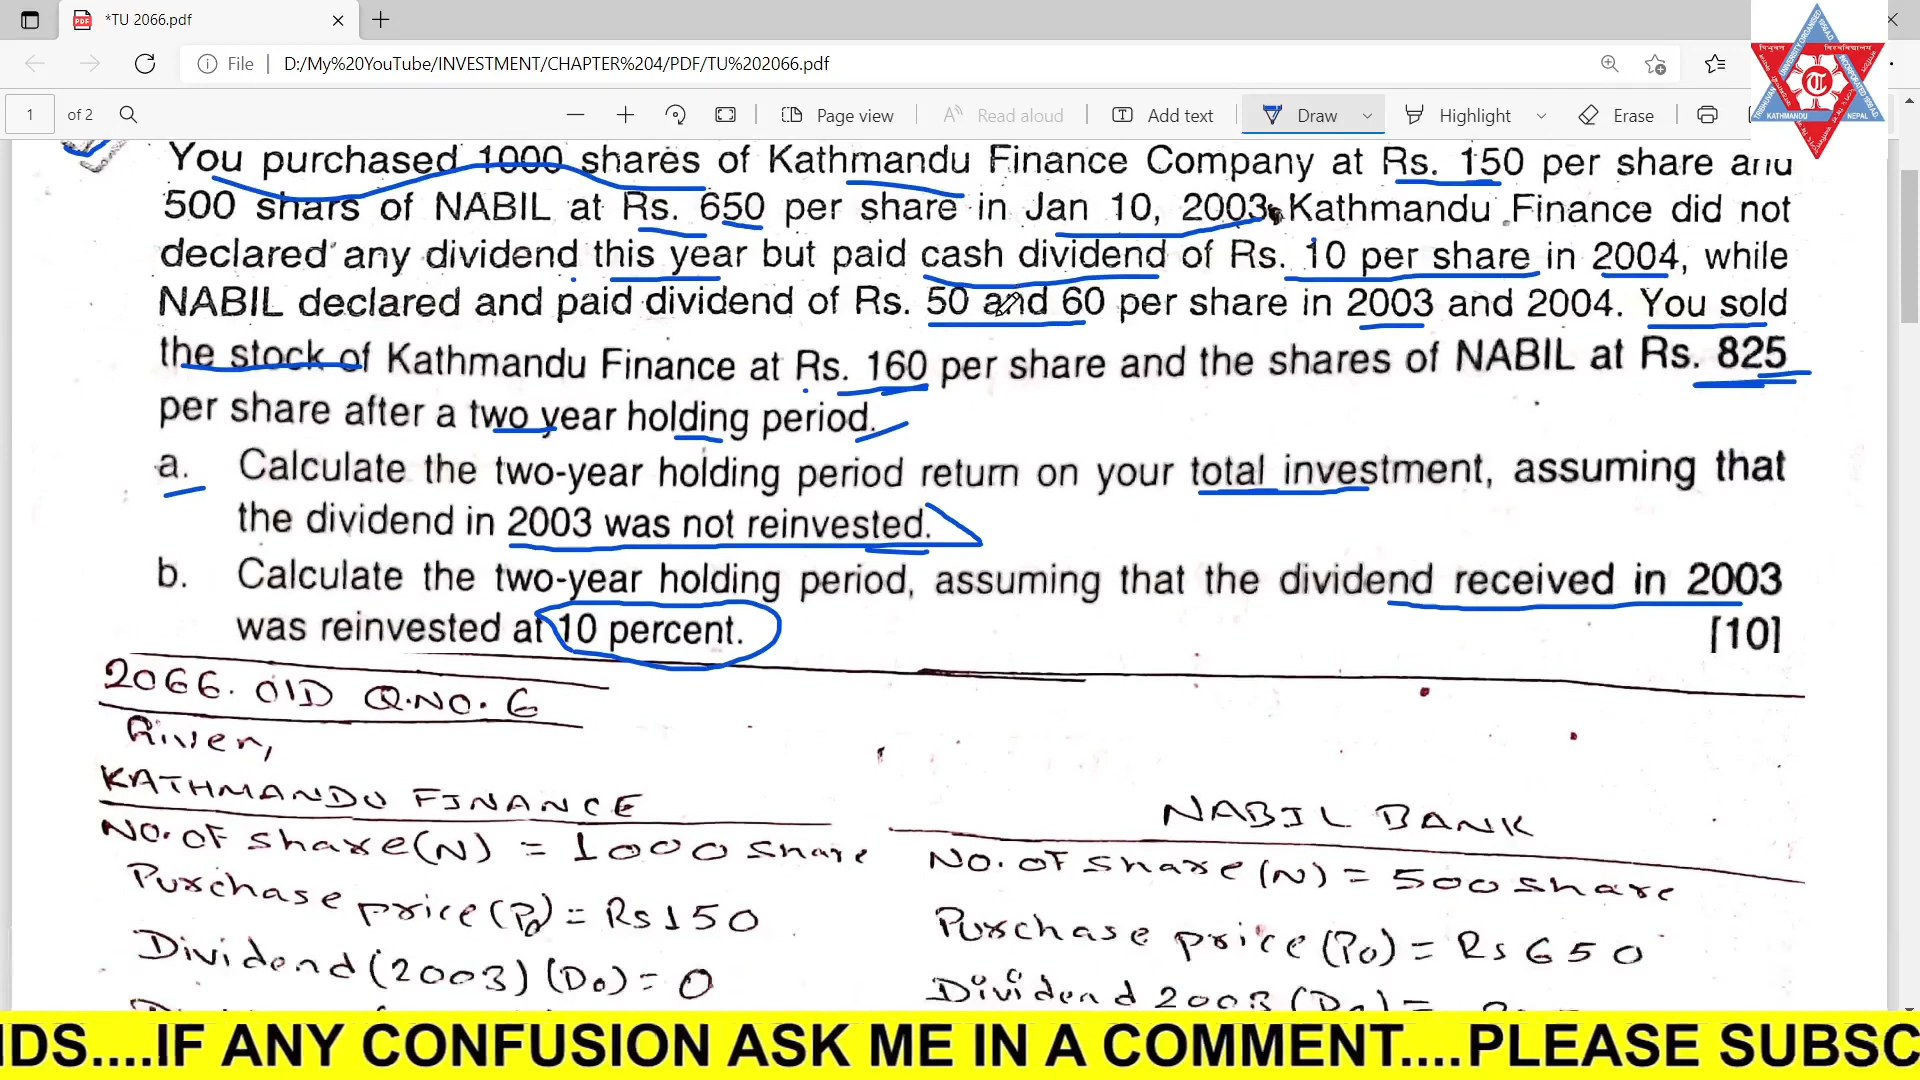 *TU 2066.pdf
File
D:/My%20YouTube/INVESTMENT/CHAPTER%204/PDF/TU%202066.pdf
1 of 2
Page view
Read aloud
Add text
Draw
Highlight
Erase
You purchased 1000 shares of Kathmandu Finance Company at Rs. 150 per share and
500 shars of NABIL at Rs. 650 per share in Jan 10, 2003. Kathmandu Finance did not
declared any dividend this year but paid cash dividend of Rs. 10 per share in 2004, while
NABIL declared and paid dividend of Rs. 50 and 60 per share in 2003 and 2004. You sold
the stock of Kathmandu Finance at Rs. 160 per share and the shares of NABIL at Rs. 825
per share after a two year holding period.
a. Calculate the two-year holding period return on your total investment, assuming that
the dividend in 2003 was not reinvested.
b. Calculate the two-year holding period, assuming that the dividend received in 2003
was reinvested at 10 percent. [10]
2066. OlD Q.NO. 6
KATHMANDU FINANCE
NABIL BANK
No. of share(N) = 1000 share
No. of share (N) = 500 share
Purchase price (P0) = Rs 150
Purchase price (P0) = Rs 650
Dividend (2003) (D0) = 0
Dividend 2003
NDS....IF ANY CONFUSION ASK ME IN A COMMENT....PLEASE SUBSC